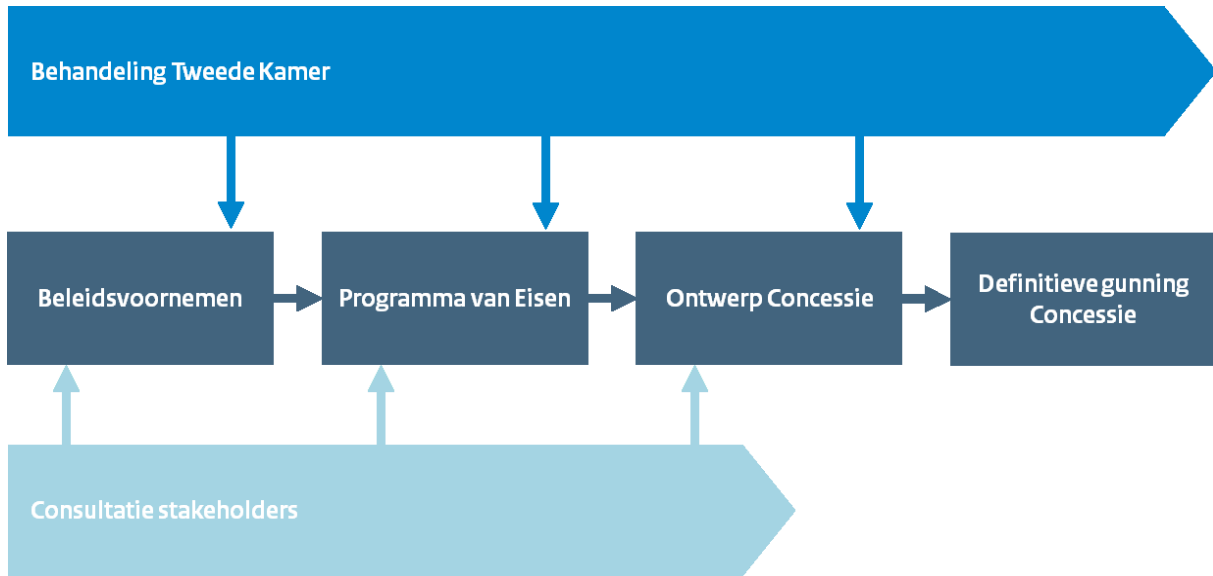 Behandeling Tweede Kamer
Beleidsvoornemen
Programma van Eisen
Ontwerp Concessie
Definitieve gunning
Concessie
Consultatie stakeholders